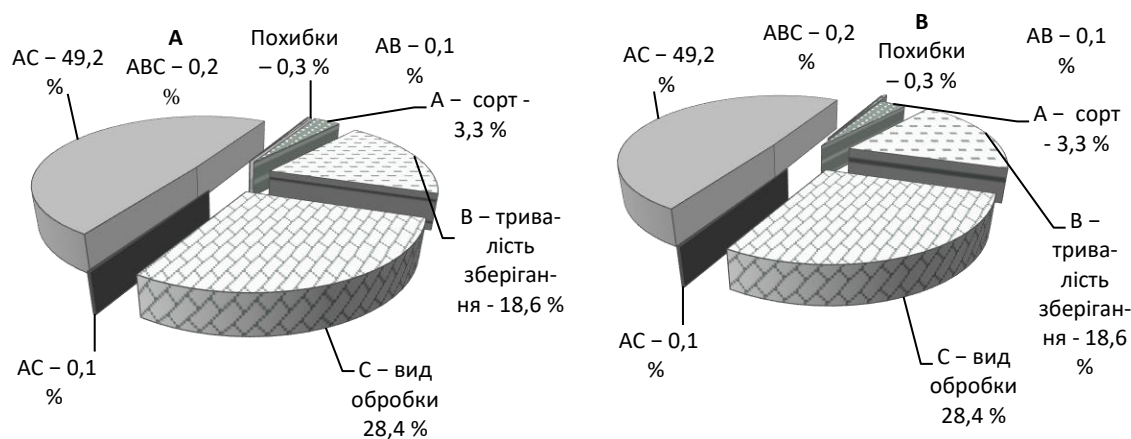 А
АС – 49,2
%
АВС – 0,2
%
Похибки
– 0,3 %
АВ – 0,1
%
А – сорт -
3,3 %
В – трива-
лість
зберіган-
ня - 18,6 %
С – вид
обробки
28,4 %
АС – 0,1
%
В
АС – 49,2
%
АВС – 0,2
%
Похибки
– 0,3 %
АВ – 0,1
%
А – сорт
- 3,3 %
В –
трива-
лість
зберіган-
ня - 18,6
%
С – вид
обробки
28,4 %
АС – 0,1
%